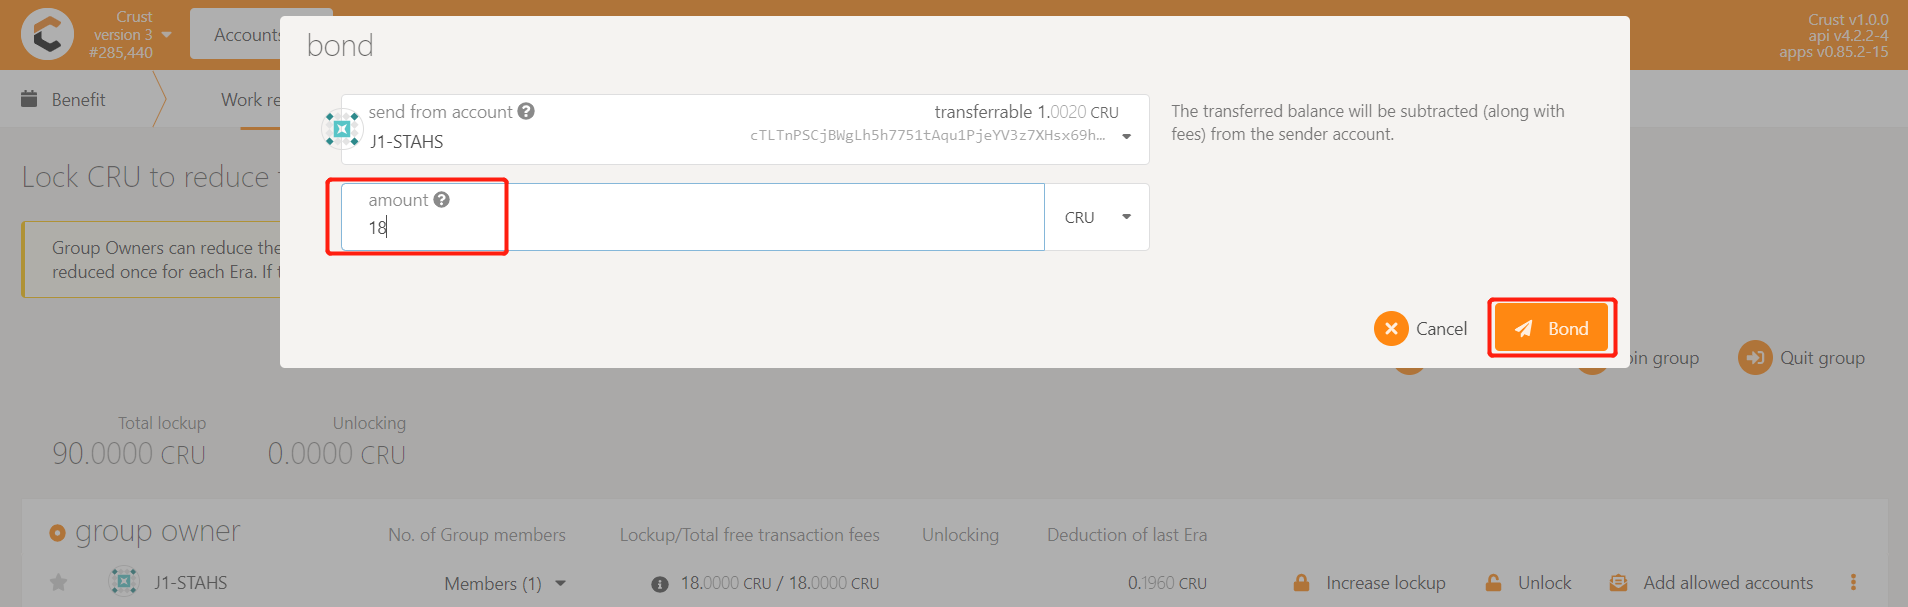 Crust
version 3
#285,440
Accounts
Crust v1.0.0
api v4.2.2-4
apps v0.85.2-15
bond
Benefit
Work re
send from account
transferrable 1.0020 CRU
J1-STAHS
cTLTnPSCjBWgLh5h7751tAqu1PjeYV3z7XHsx69h...
The transferred balance will be subtracted (along with
fees) from the sender account.
Lock CRU to reduce
amount
18
CRU
Group Owners can reduce the
reduced once for each Era. If
Cancel
Bond
in group
Quit group
Total lockup
Unlocking
90.0000 CRU
0.0000 CRU
group owner
No. of Group members
Lockup/Total free transaction fees
Unlocking
Deduction of last Era
J1-STAHS
Members (1)
18.0000 CRU / 18.0000 CRU
0.1960 CRU
Increase lockup
Unlock
Add allowed accounts